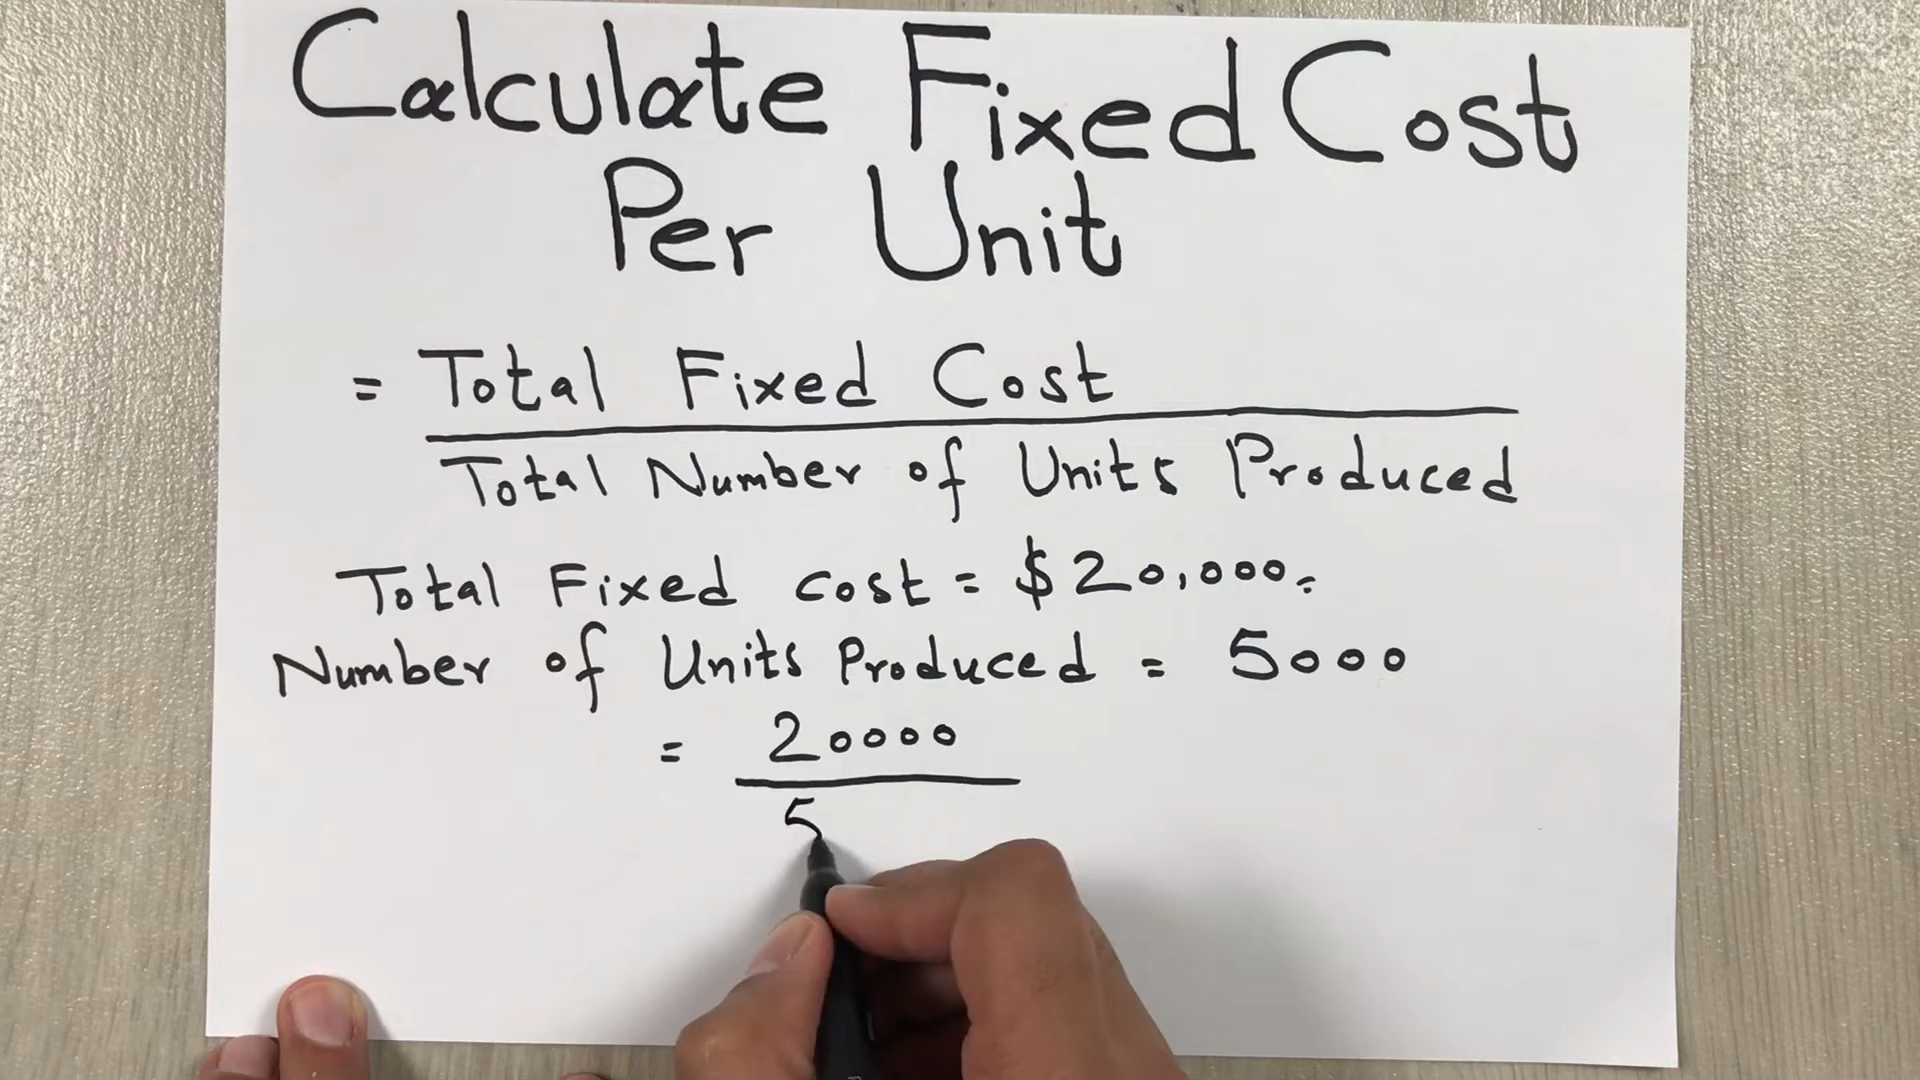 Calculate Fixed Cost
Per Unit
= Total Fixed Cost
Total Number of Units Produced
Total Fixed cost = $20,000.
Number of Units Produced = 5000
= 20000
5